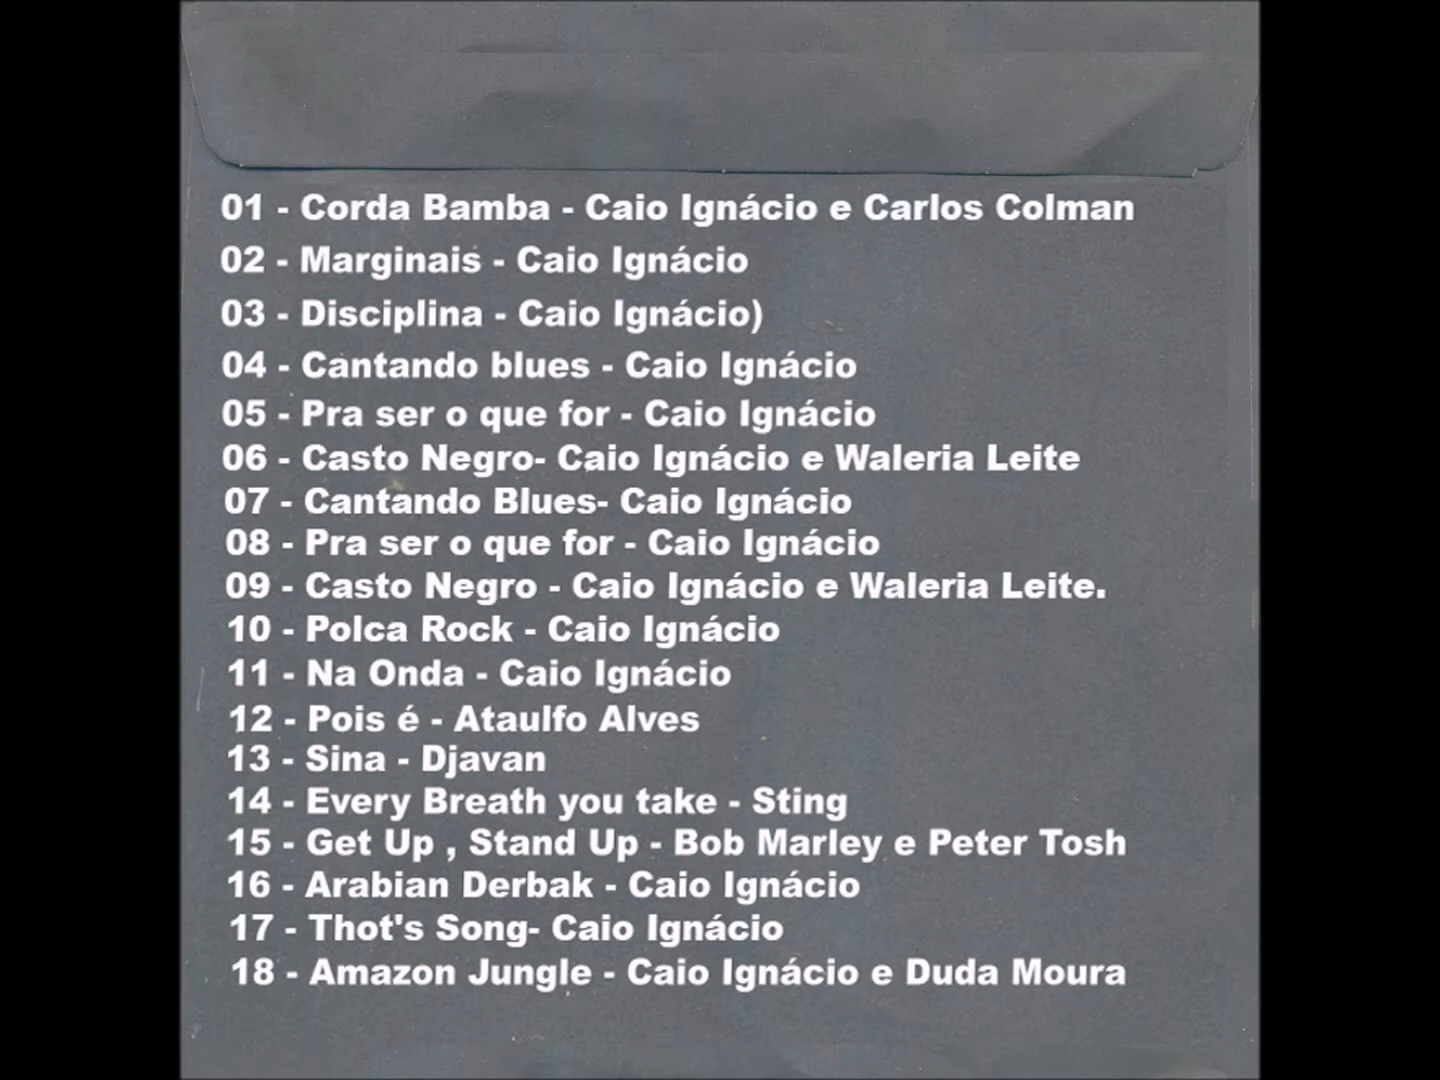 01 - Corda Bamba - Caio Ignácio e Carlos Colman
02 - Marginais - Caio Ignácio
03 - Disciplina - Caio Ignácio)
04 - Cantando blues - Caio Ignácio
05 - Pra ser o que for - Caio Ignácio
06 - Casto Negro- Caio Ignácio e Waleria Leite
07 - Cantando Blues- Caio Ignácio
08 - Pra ser o que for - Caio Ignácio
09 - Casto Negro - Caio Ignácio e Waleria Leite.
10 - Polca Rock - Caio Ignácio
11 - Na Onda - Caio Ignácio
12 - Pois é - Ataulfo Alves
13 - Sina - Djavan
14 - Every Breath you take - Sting
15 - Get Up , Stand Up - Bob Marley e Peter Tosh
16 - Arabian Derbak - Caio Ignácio
17 - Thot's Song- Caio Ignácio
18 - Amazon Jungle - Caio Ignácio e Duda Moura